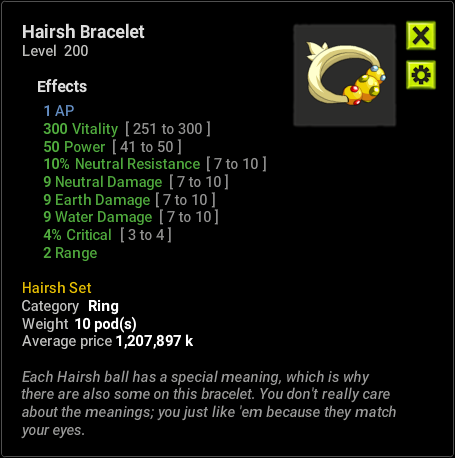 Hairsh Bracelet
Level 200
Effects
1 AP
300 Vitality [ 251 to 300 ]
50 Power [ 41 to 50 ]
10% Neutral Resistance [ 7 to 10 ]
9 Neutral Damage [ 7 to 10 ]
9 Earth Damage [ 7 to 10 ]
9 Water Damage [ 7 to 10 ]
4% Critical [ 3 to 4 ]
2 Range
Hairsh Set
Category Ring
Weight 10 pod(s)
Average price 1,207,897 k
Each Hairsh ball has a special meaning, which is why
there are also some on this bracelet. You don't really care
about the meanings; you just like 'em because they match
your eyes.